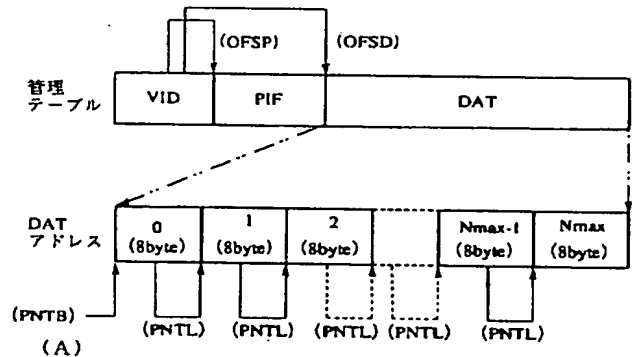 (OFSP) (OFSD)
管理
テーブル
VID PIF DAT
DAT
アドレス
0 1 2 Nmax-1 Nmax
(8byte) (8byte) (8byte) (8byte) (8byte)
(PNTB) (PNTL) (PNTL) (PNTL) (PNTL) (PNTL)
(A)